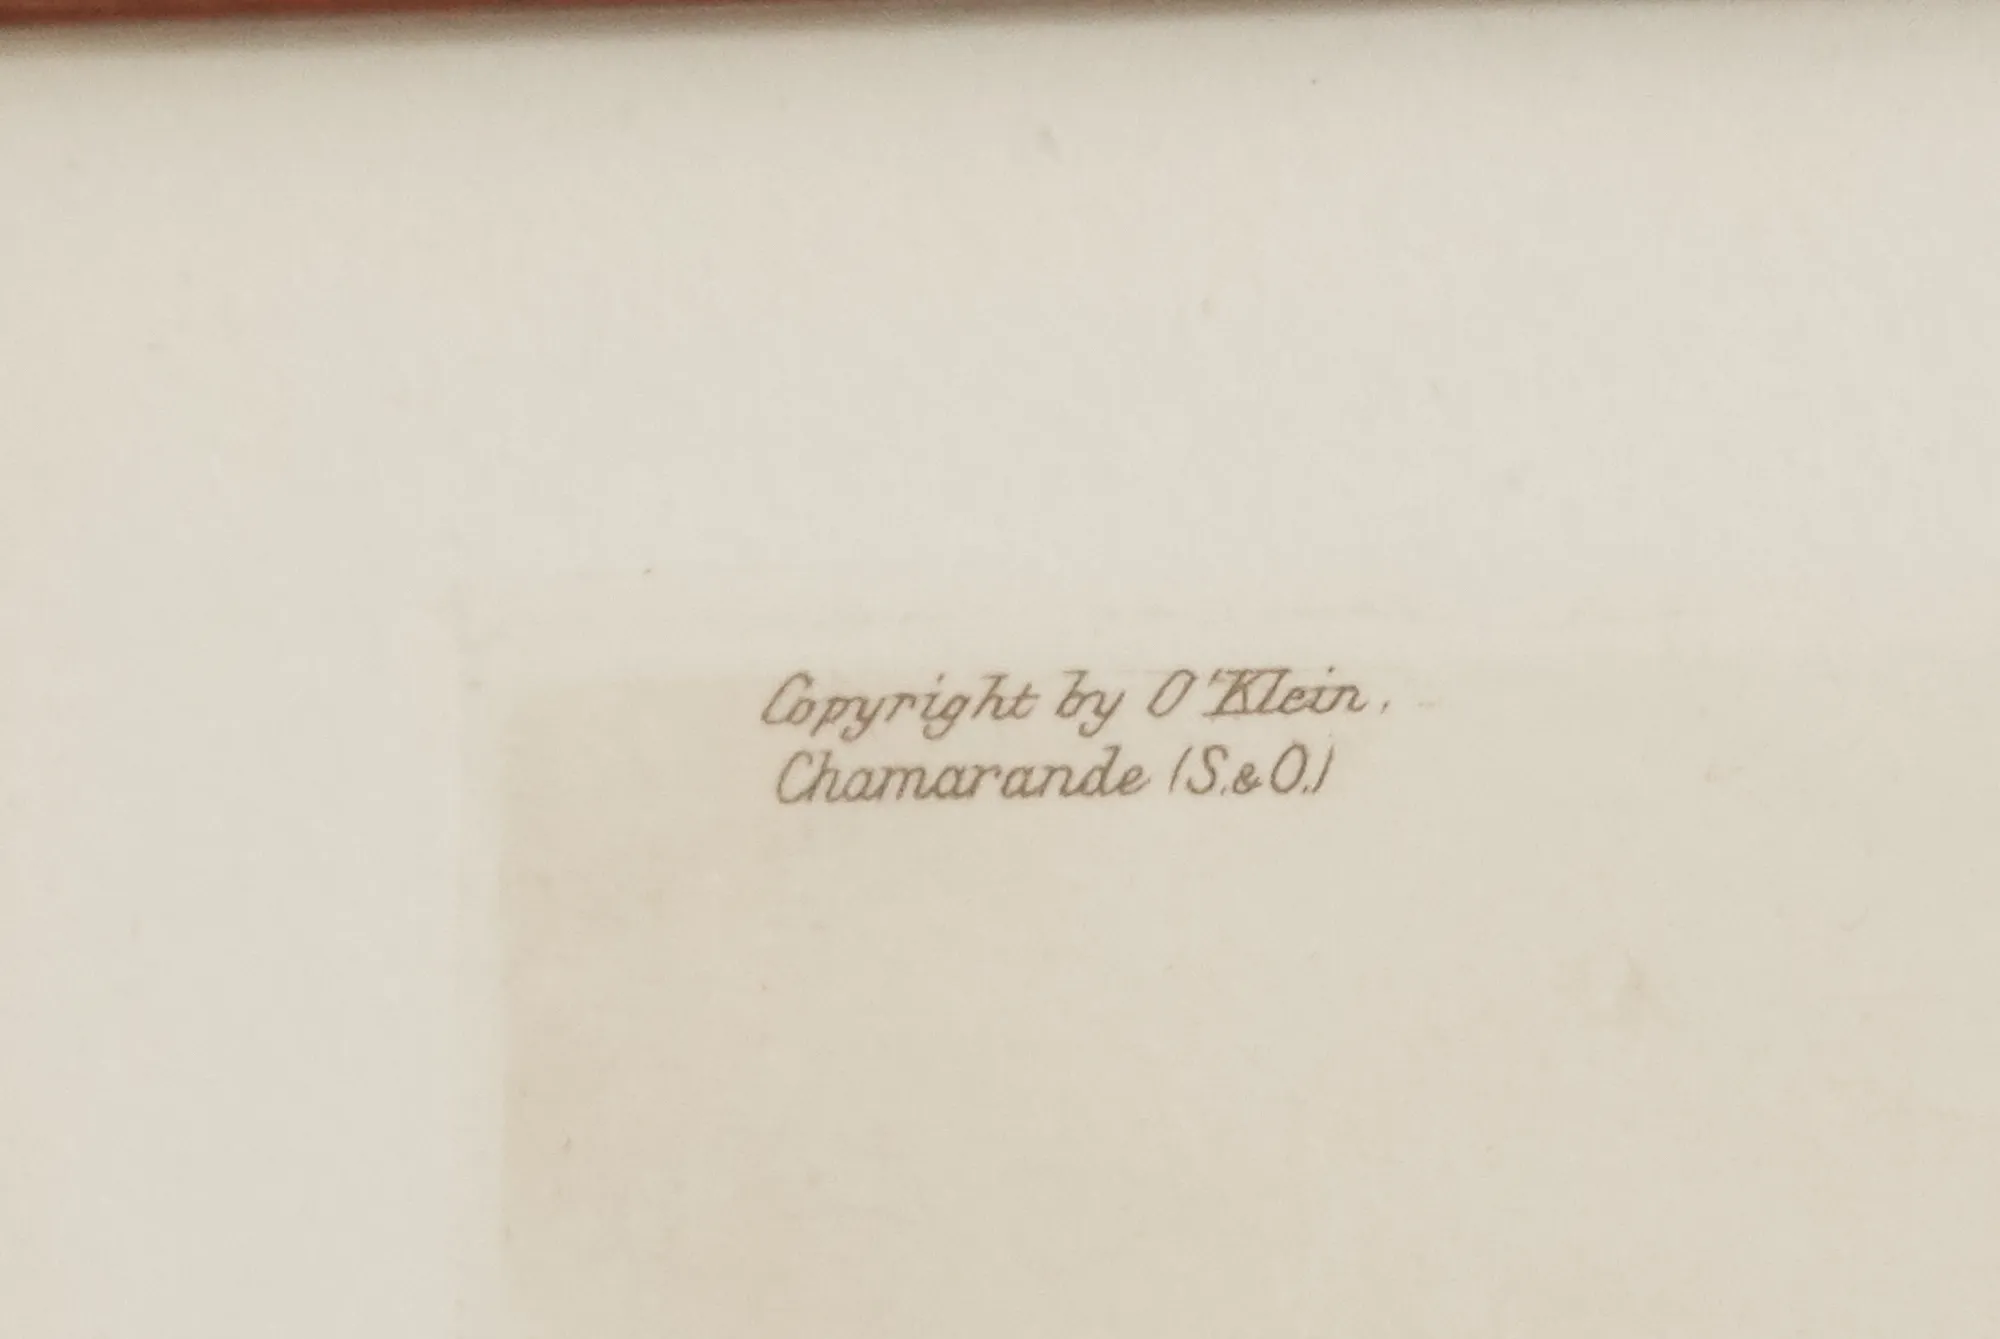 Copyright by O'Klein.
Chamarande (S.&O.)